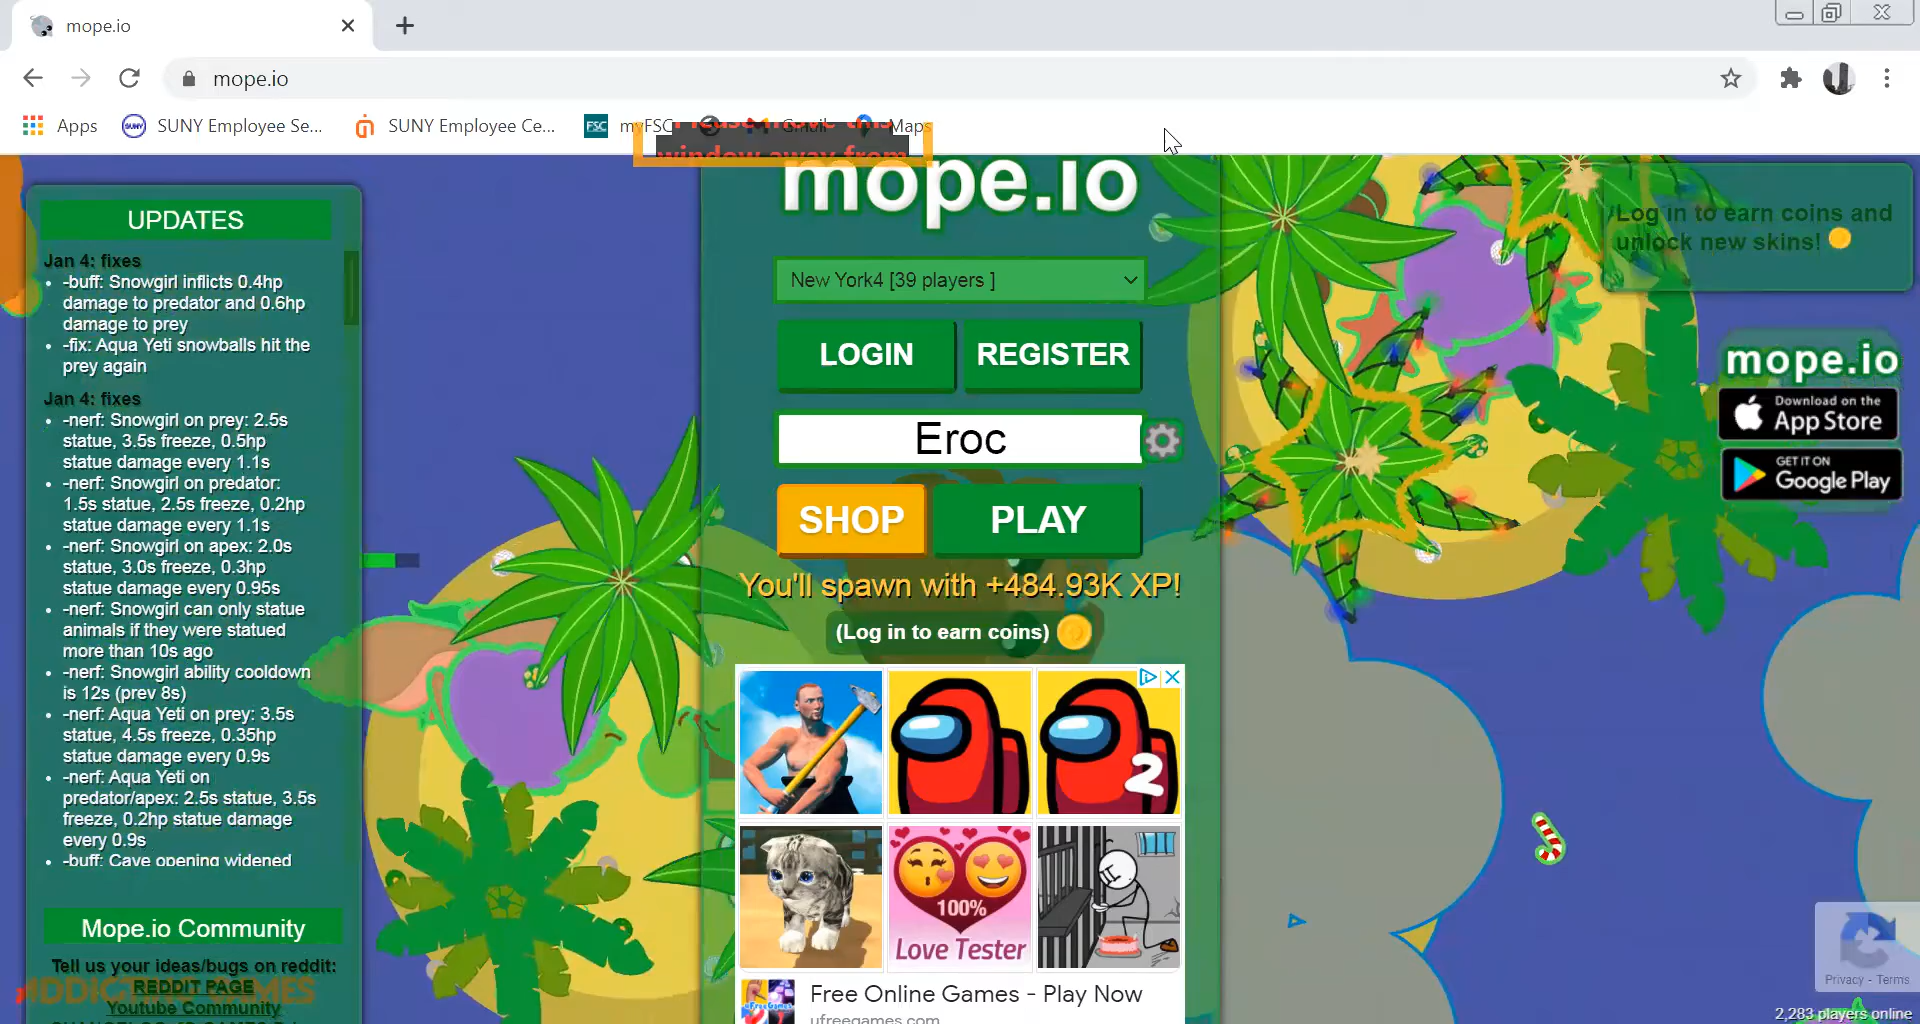 mope.io
mope.io
Apps
SUNY Employee Se...
SUNY Employee Ce...
FSC
myFSC
Gmail
Maps
window away from
mope.io
UPDATES
Jan 4: fixes
-buff: Snowgirl inflicts 0.4hp
damage to predator and 0.6hp
damage to prey
-fix: Aqua Yeti snowballs hit the
prey again
Jan 4: fixes
-nerf: Snowgirl on prey: 2.5s
statue, 3.5s freeze, 0.5hp
statue damage every 1.1s
-nerf: Snowgirl on predator:
1.5s statue, 2.5s freeze, 0.2hp
statue damage every 1.1s
-nerf: Snowgirl on apex: 2.0s
statue, 3.0s freeze, 0.3hp
statue damage every 0.95s
-nerf: Snowgirl can only statue
animals if they were statued
more than 10s ago
-nerf: Snowgirl ability cooldown
is 12s (prev 8s)
-nerf: Aqua Yeti on prey: 3.5s
statue, 4.5s freeze, 0.35hp
statue damage every 0.9s
-nerf: Aqua Yeti on
predator/apex: 2.5s statue, 3.5s
freeze, 0.2hp statue damage
every 0.9s
-buff: Cave opening widened
Mope.io Community
Tell us your ideas/bugs on reddit:
REDDIT PAGE
Youtube Community
ADDICTING GAMES
New York4 [39 players ]
LOGIN
REGISTER
Eroc
SHOP
PLAY
You'll spawn with +484.93K XP!
(Log in to earn coins)
2
100%
Love Tester
Free Online Games - Play Now
ufreegames.com
Log in to earn coins and
unlock new skins!
mope.io
Download on the
App Store
GET IT ON
Google Play
Privacy - Terms
2,283 players online